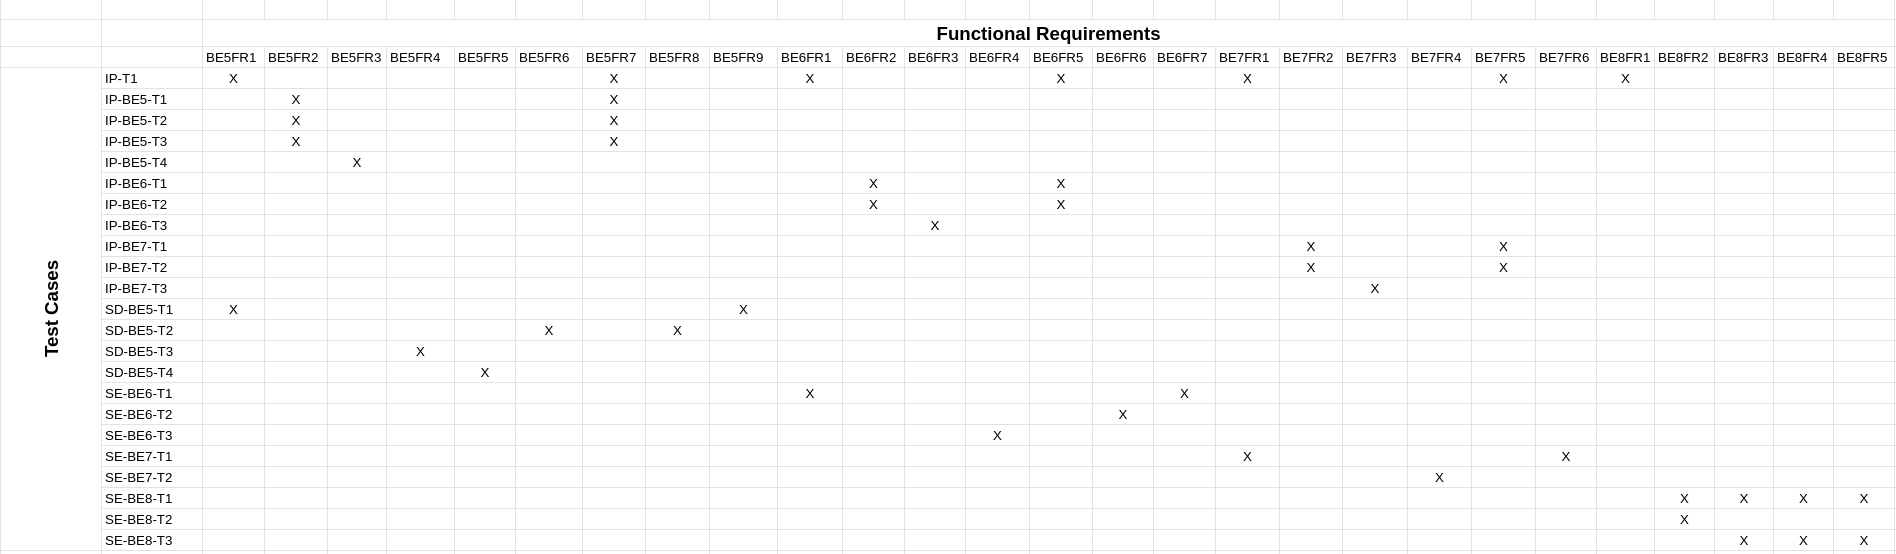 Functional Requirements
BE5FR1 BE5FR2 BE5FR3 BE5FR4 BE5FR5 BE5FR6 BE5FR7 BE5FR8 BE5FR9 BE6FR1 BE6FR2 BE6FR3 BE6FR4 BE6FR5 BE6FR6 BE6FR7 BE7FR1 BE7FR2 BE7FR3 BE7FR4 BE7FR5 BE7FR6 BE8FR1 BE8FR2 BE8FR3 BE8FR4 BE8FR5
Test Cases
IP-T1 X X X X X X X
IP-BE5-T1 X X
IP-BE5-T2 X X
IP-BE5-T3 X X
IP-BE5-T4 X
IP-BE6-T1 X X
IP-BE6-T2 X X
IP-BE6-T3 X
IP-BE7-T1 X X
IP-BE7-T2 X X
IP-BE7-T3 X
SD-BE5-T1 X X
SD-BE5-T2 X X
SD-BE5-T3 X
SD-BE5-T4 X
SE-BE6-T1 X X
SE-BE6-T2 X
SE-BE6-T3 X
SE-BE7-T1 X X
SE-BE7-T2 X
SE-BE8-T1 X X X X
SE-BE8-T2 X
SE-BE8-T3 X X X